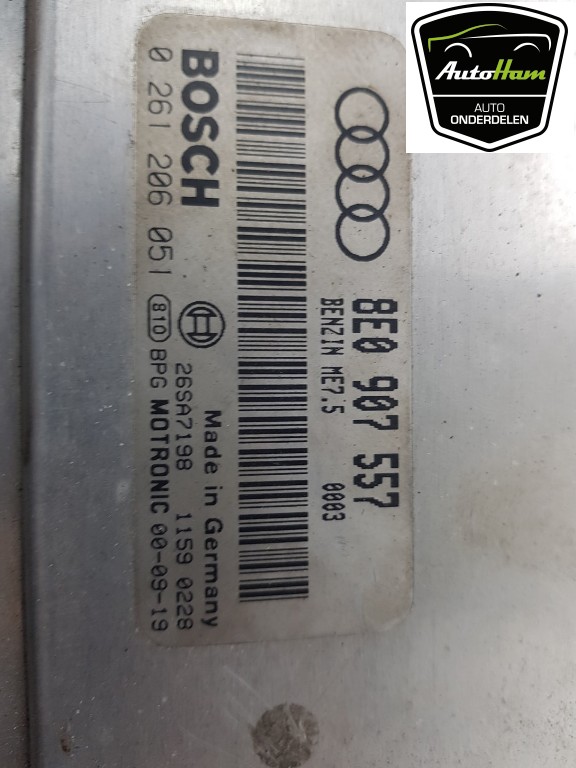 AutoHam
AUTO
ONDERDELEN
8E0 907 557
BENZIN ME7.5 0003
BOSCH
0 261 206 051
Made in Germany
26SA7198 1159 0228
810 BPG MOTRONIC 00-09-19